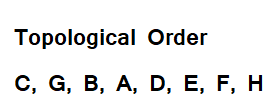 Topological Order
C, G, B, A, D, E, F, H